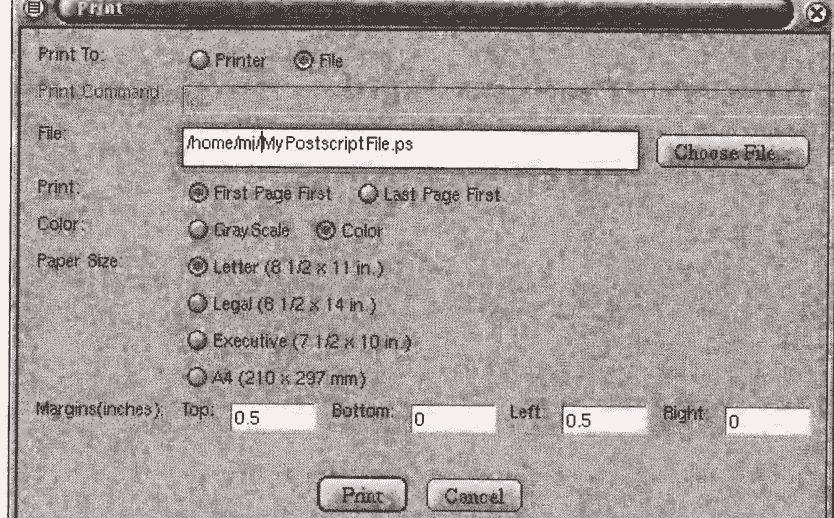 Print
Print To: Printer File
Print Command:
File: /home/mj/MyPostscriptFile.ps Choose File...
Print: First Page First Last Page First
Color: GrayScale Color
Paper Size: Letter (8 1/2 x 11 in.)
Legal (8 1/2 x 14 in.)
Executive (7 1/2 x 10 in.)
A4 (210 x 297 mm)
Margins(inches): Top: 0.5 Bottom: 0 Left: 0.5 Right: 0
Print Cancel